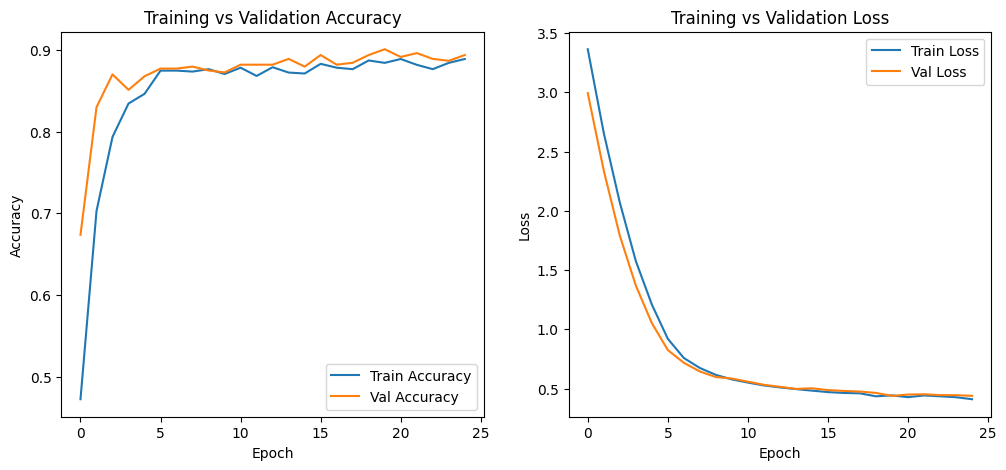 Training vs Validation Accuracy
Accuracy
0.9
0.8
0.7
0.6
0.5
Train Accuracy
Val Accuracy
0 5 10 15 20 25
Epoch
Training vs Validation Loss
Loss
3.5
3.0
2.5
2.0
1.5
1.0
0.5
Train Loss
Val Loss
0 5 10 15 20 25
Epoch